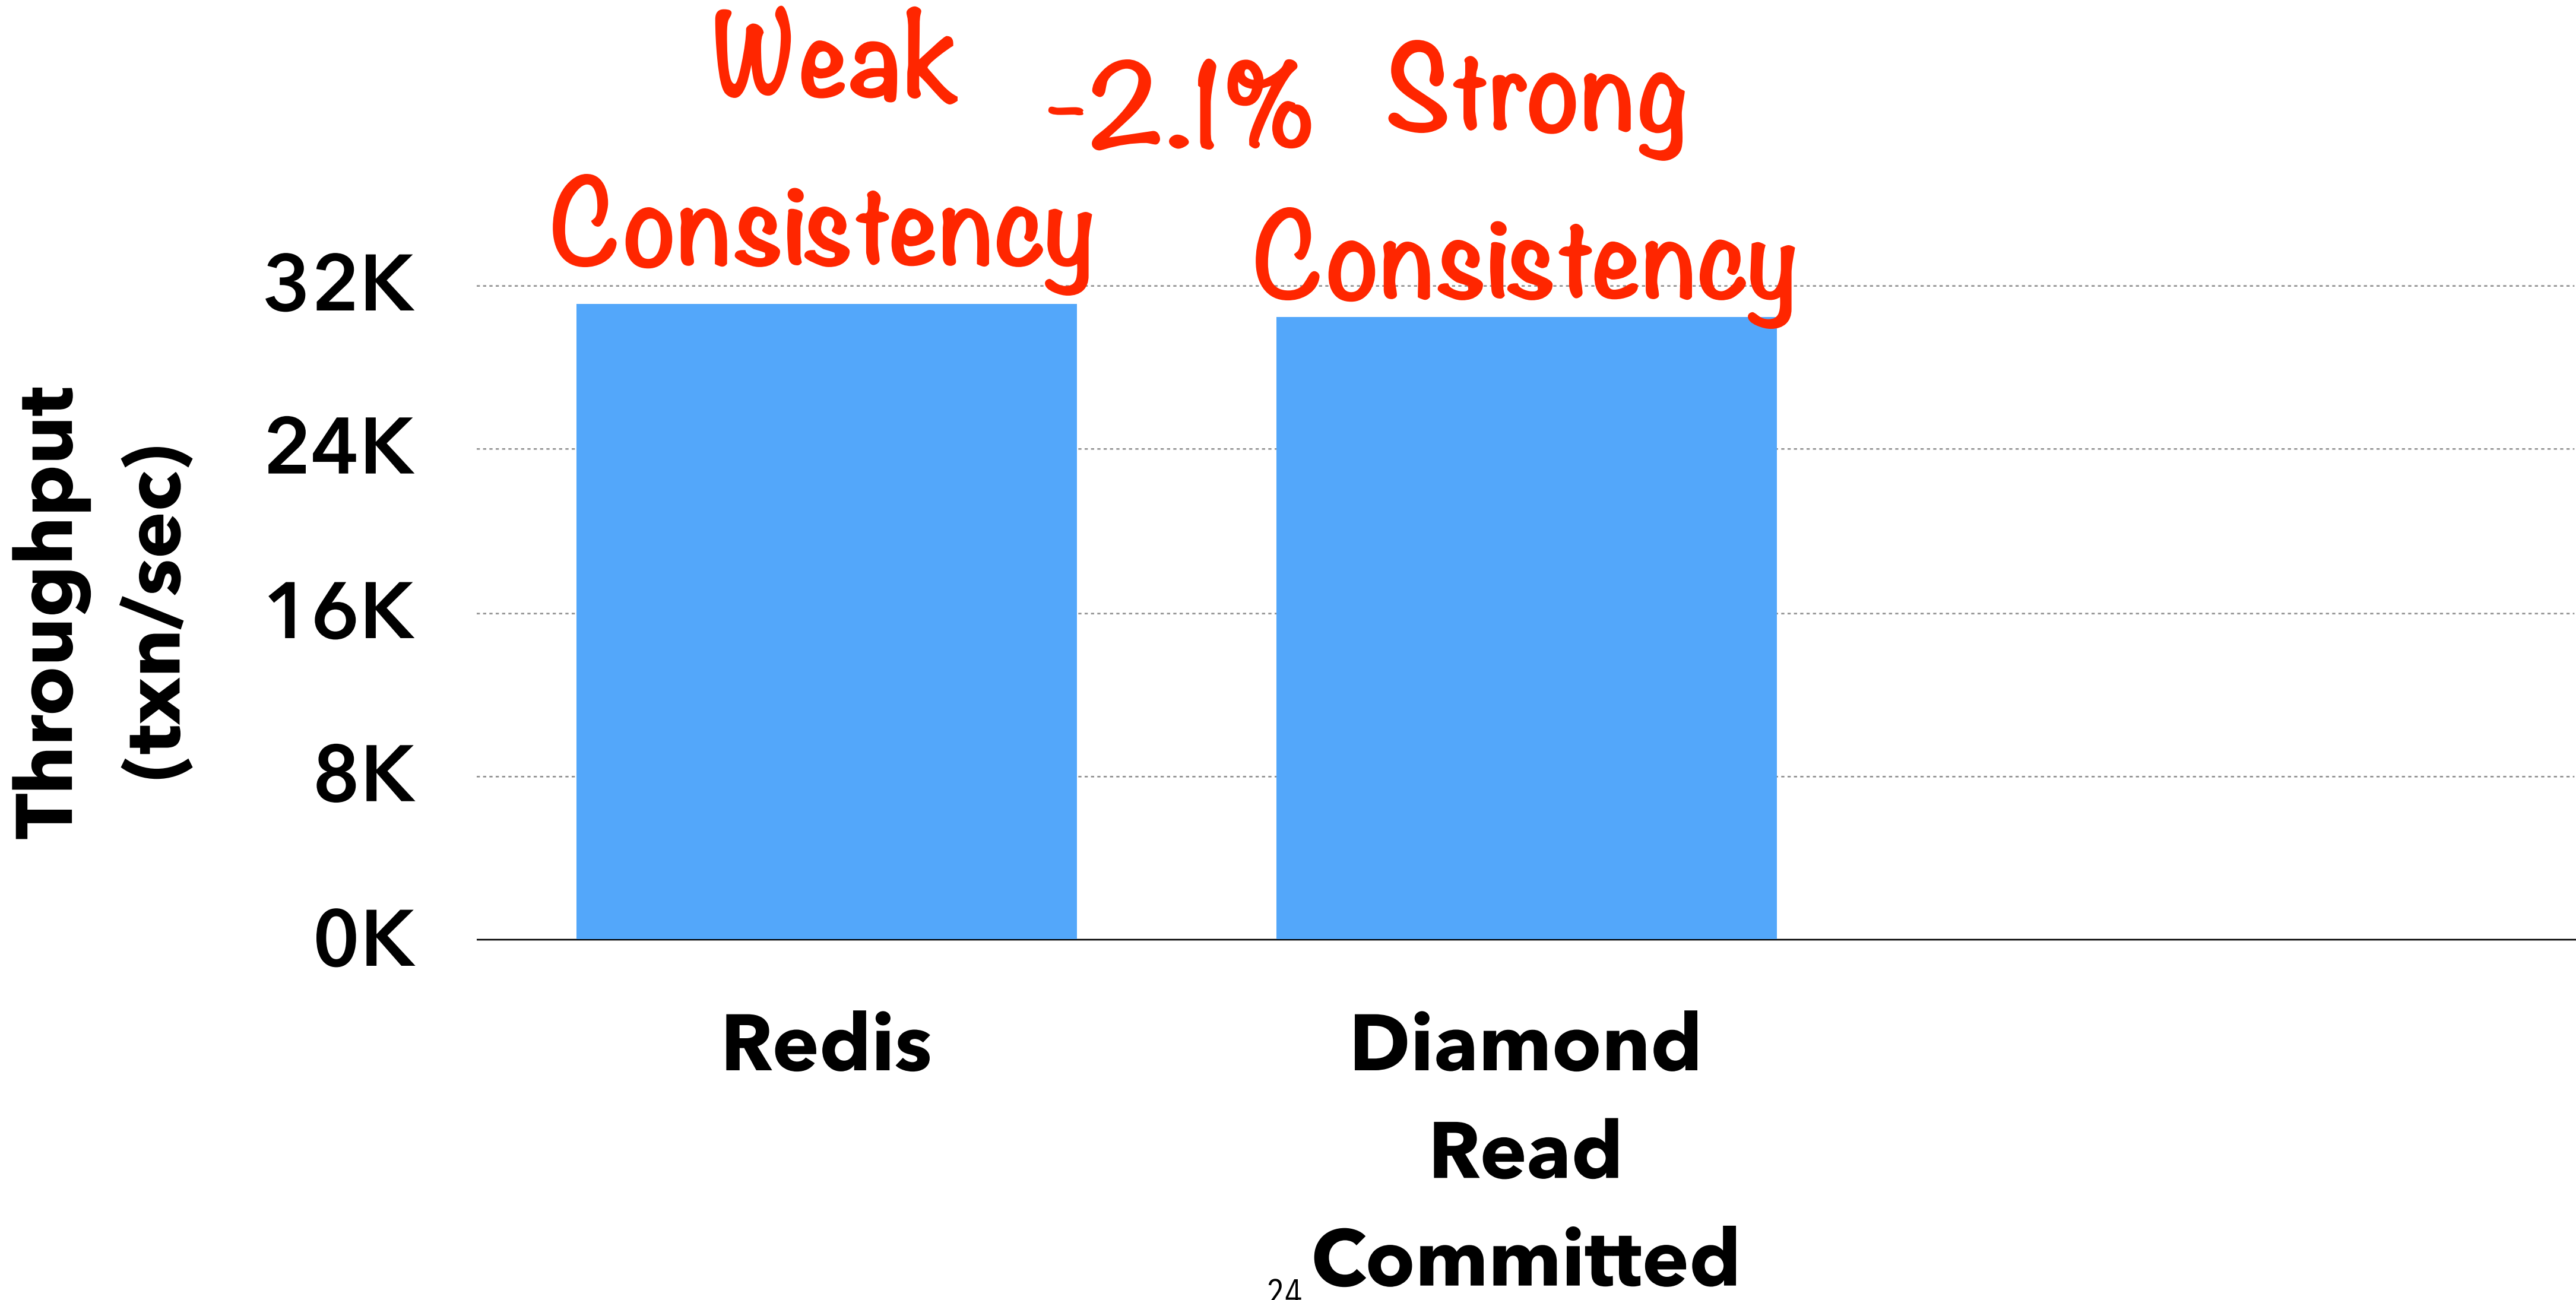 Weak
Consistency
-2.1%
Strong
Consistency
Throughput
(txn/sec)
32K
24K
16K
8K
0K
Redis
Diamond
Read
Committed
24